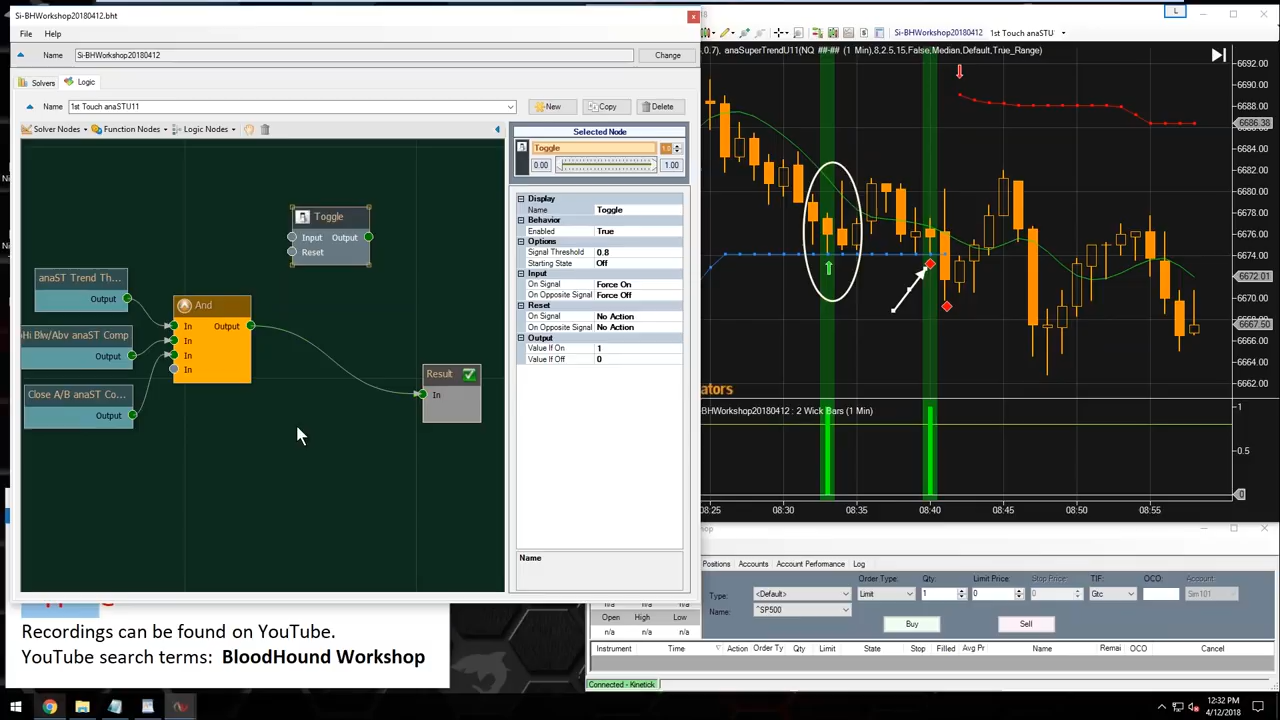 Si-BHWorkshop20180412.bht
File
Help
Name
Si-BHWorkshop20180412
Change
Solvers
Logic
Name
1st Touch anaSTU11
New
Copy
Delete
Solver Nodes
Function Nodes
Logic Nodes
Toggle
Input
Output
Reset
anaST Trend Th...
Output
Hi Blw/Abv anaST Comp
Output
Close A/B anaST Co...
Output
And
In
Output
In
In
In
Result
In
Selected Node
Toggle
1.0
0.00
1.00
Display
Name
Toggle
Behavior
Enabled
True
Options
Signal Threshold
0.8
Starting State
Off
Input
On Signal
Force On
On Opposite Signal
Force Off
Reset
On Signal
No Action
On Opposite Signal
No Action
Output
Value If On
1
Value If Off
0
Name
L
Si-BHWorkshop20180412
1st Touch anaSTU
0.7), anaSuperTrendU11(NQ ##-## (1 Min),8,2.5,15,False,Median,Default,True_Range)
6692.00
6690.00
6688.00
6686.38
6684.00
6682.00
6680.00
6678.00
6676.00
6674.00
6672.01
6670.00
6667.50
6666.00
6664.00
6662.00
ators
BHWorkshop20180412 : 2 Wick Bars (1 Min)
1
0.5
0
08:25
08:30
08:35
08:40
08:45
08:50
08:55
shop
Positions
Accounts
Account Performance
Log
Open
High
Low
n/a
n/a
n/a
Type:
<Default>
Name:
^SP500
Order Type:
Limit
Qty:
1
Limit Price:
0
Stop Price:
0
TIF:
Gtc
OCO:
Account:
Sim101
Buy
Sell
Instrument
Time
Action
Order Ty
Qty
Limit
State
Stop
Filled
Avg Pr
Name
Remai
OCO
Cancel
Connected - Kinetick
Recordings can be found on YouTube.
YouTube search terms: BloodHound Workshop
12:32 PM
4/12/2018